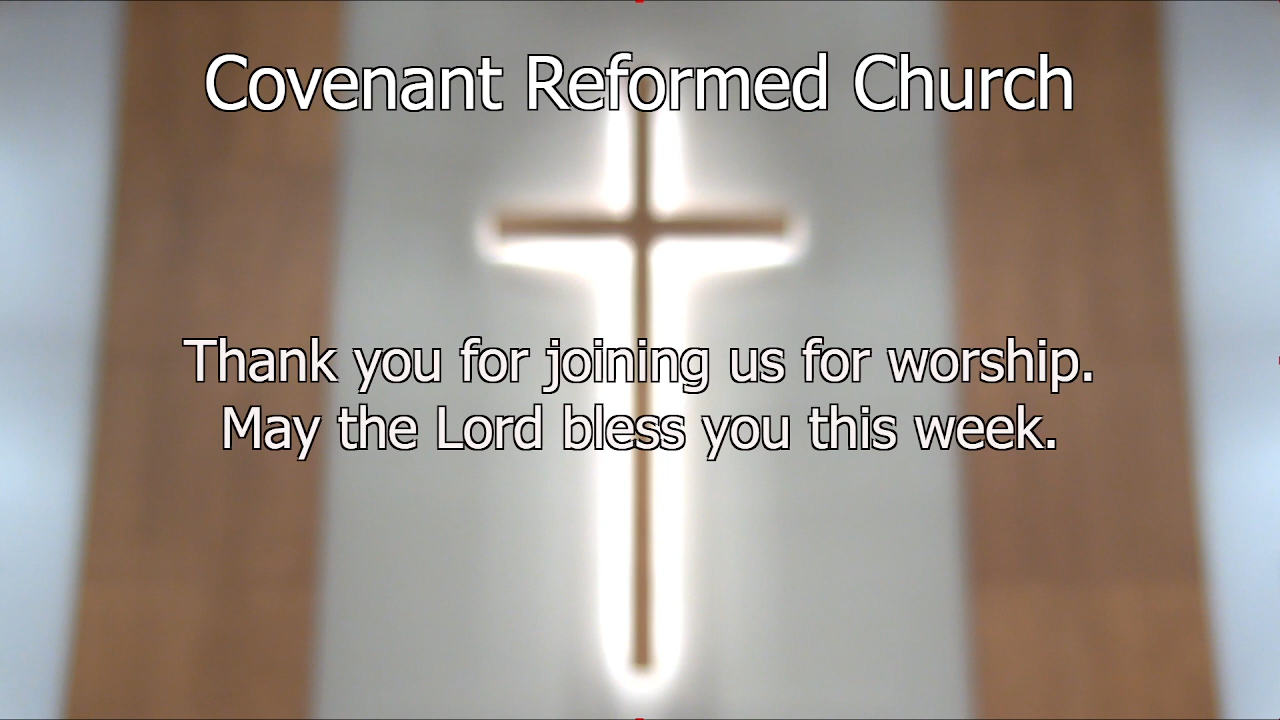 Covenant Reformed Church
Thank you for joining us for worship.
May the Lord bless you this week.